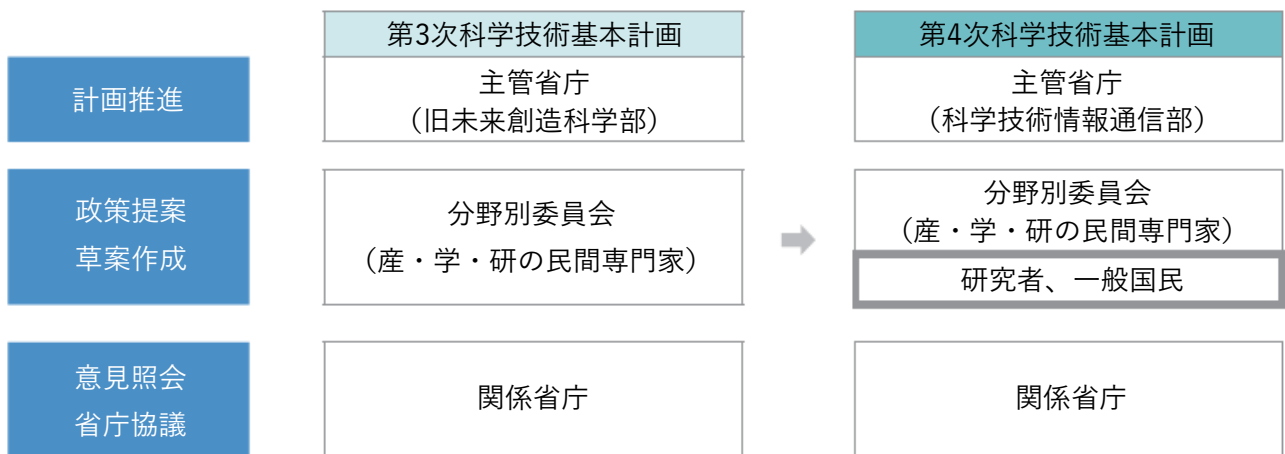 第3次科学技術基本計画
第4次科学技術基本計画
計画推進
主管省庁
（旧未来創造科学部）
主管省庁
（科学技術情報通信部）
政策提案
草案作成
分野別委員会
（産・学・研の民間専門家）
分野別委員会
（産・学・研の民間専門家）
研究者、一般国民
意見照会
省庁協議
関係省庁
関係省庁